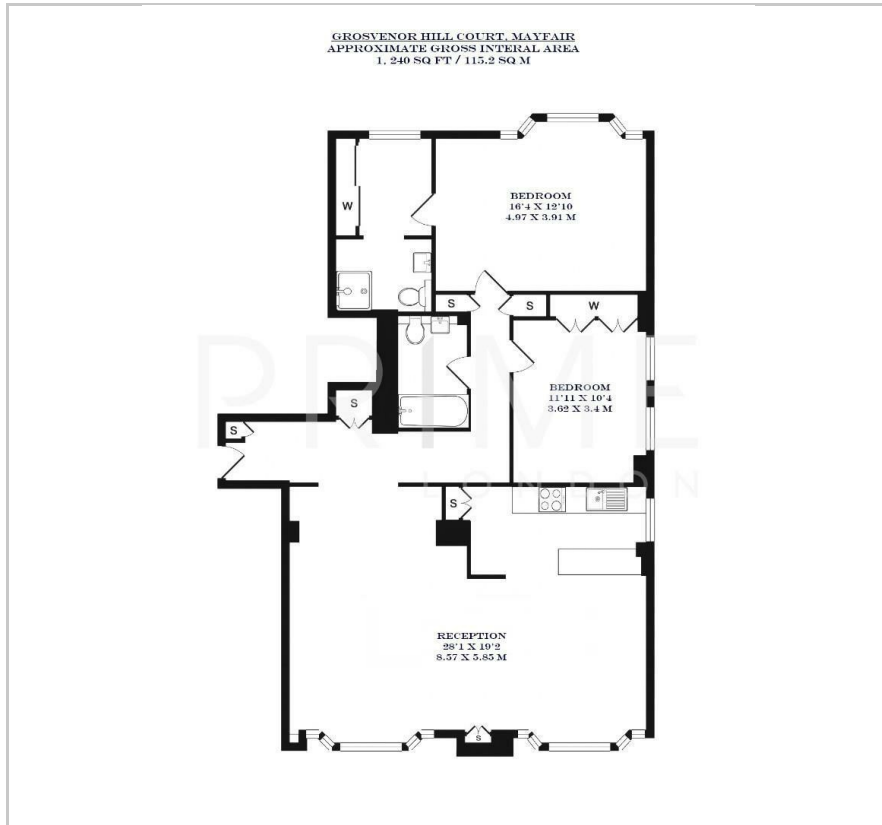 GROSVENOR HILL COURT, MAYFAIR
APPROXIMATE GROSS INTERAL AREA
1, 240 SQ FT / 115.2 SQ M
W
BEDROOM
16'4 X 12'10
4.97 X 3.91 M
S
S
W
BEDROOM
11'11 X 10'4
3.62 X 3.4 M
PRIME
LONDON
S
S
S
RECEPTION
28'1 X 19'2
8.57 X 5.85 M
S